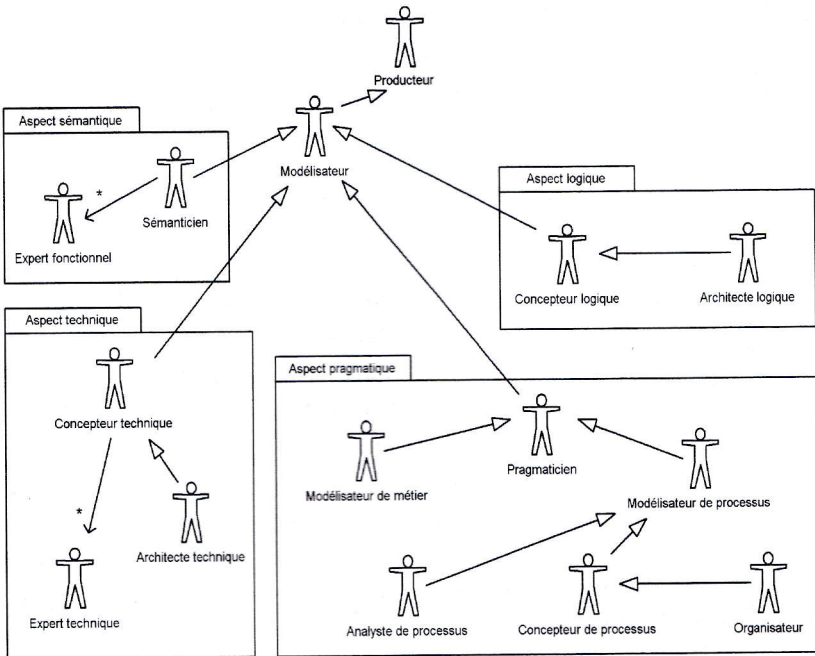 Producteur
Aspect sémantique
Modélisateur
*
Sémanticien
Expert fonctionnel
Aspect logique
Concepteur logique
Architecte logique
Aspect technique
Concepteur technique
*
Architecte technique
Expert technique
Aspect pragmatique
Pragmaticien
Modélisateur de métier
Modélisateur de processus
Analyste de processus
Concepteur de processus
Organisateur